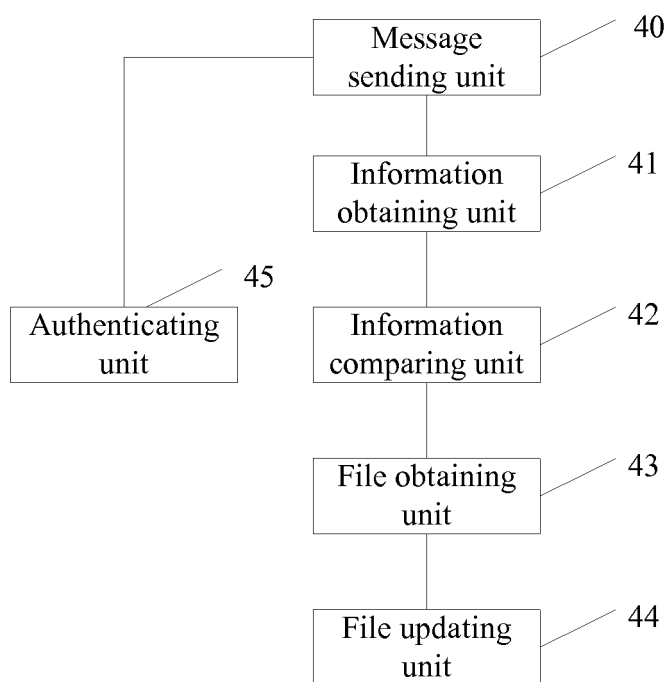 Message
sending unit
40
Information
obtaining unit
41
45
Authenticating
unit
Information
comparing unit
42
File obtaining
unit
43
File updating
unit
44